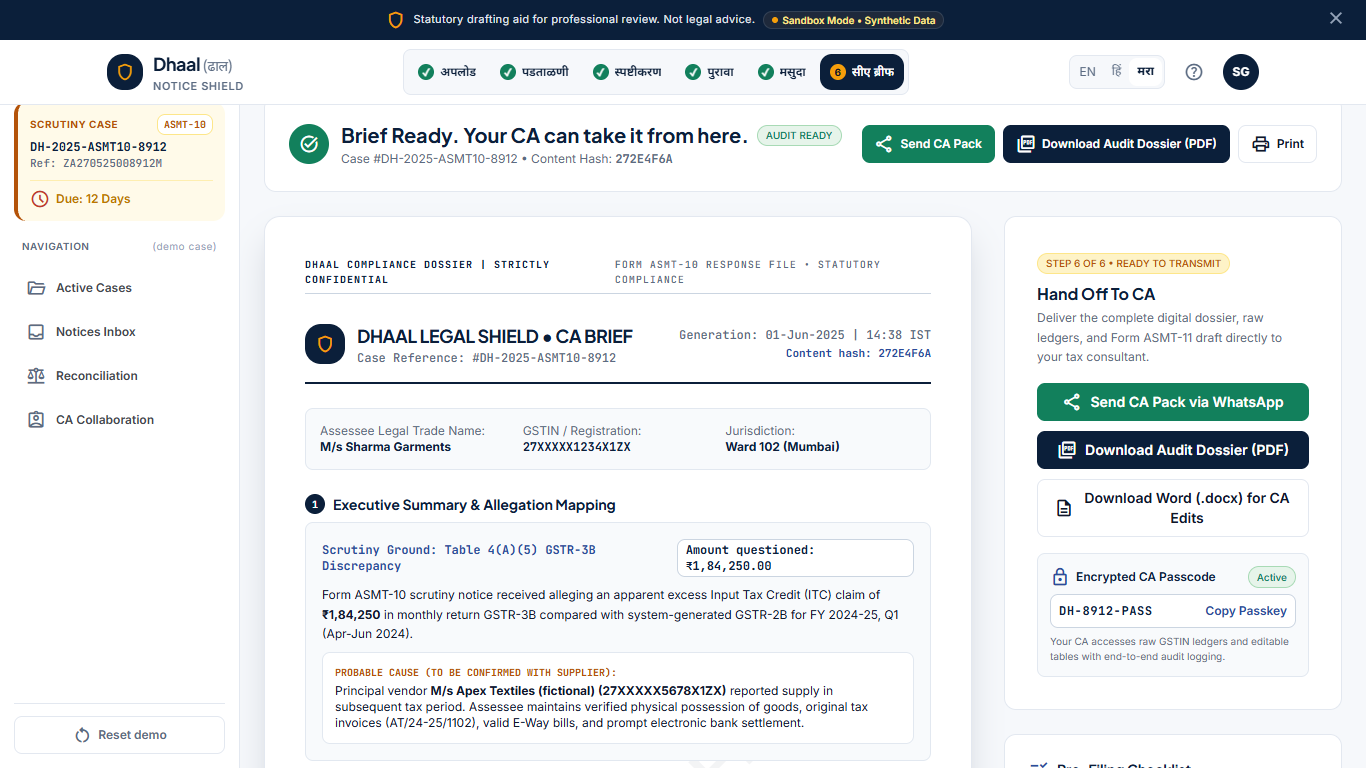 Statutory drafting aid for professional review. Not legal advice. Sandbox Mode • Synthetic Data
Dhaal (ढाल)
NOTICE SHIELD
अपलोड पडताळणी स्पष्टीकरण पुरावा मसुदा 6 सीए ब्रीफ
EN हिं मरा ? SG
SCRUTINY CASE ASMT-10
DH-2025-ASMT10-8912
Ref: ZA270525008912M
Due: 12 Days
NAVIGATION (demo case)
Active Cases
Notices Inbox
Reconciliation
CA Collaboration
Reset demo
Brief Ready. Your CA can take it from here. AUDIT READY
Case #DH-2025-ASMT10-8912 • Content Hash: 272E4F6A
Send CA Pack
PDF Download Audit Dossier (PDF)
Print
DHAAL COMPLIANCE DOSSIER | STRICTLY
CONFIDENTIAL
FORM ASMT-10 RESPONSE FILE • STATUTORY
COMPLIANCE
DHAAL LEGAL SHIELD • CA BRIEF
Case Reference: #DH-2025-ASMT10-8912
Generation: 01-Jun-2025 | 14:38 IST
Content hash: 272E4F6A
Assessee Legal Trade Name:
M/s Sharma Garments
GSTIN / Registration:
27XXXXX1234X1ZX
Jurisdiction:
Ward 102 (Mumbai)
1 Executive Summary & Allegation Mapping
Scrutiny Ground: Table 4(A)(5) GSTR-3B
Discrepancy
Amount questioned:
₹1,84,250.00
Form ASMT-10 scrutiny notice received alleging an apparent excess Input Tax Credit (ITC) claim of
₹1,84,250 in monthly return GSTR-3B compared with system-generated GSTR-2B for FY 2024-25, Q1
(Apr-Jun 2024).
PROBABLE CAUSE (TO BE CONFIRMED WITH SUPPLIER):
Principal vendor M/s Apex Textiles (fictional) (27XXXXX5678X1ZX) reported supply in
subsequent tax period. Assessee maintains verified physical possession of goods, original tax
invoices (AT/24-25/1102), valid E-Way bills, and prompt electronic bank settlement.
STEP 6 OF 6 • READY TO TRANSMIT
Hand Off To CA
Deliver the complete digital dossier, raw
ledgers, and Form ASMT-11 draft directly to
your tax consultant.
Send CA Pack via WhatsApp
PDF Download Audit Dossier (PDF)
Download Word (.docx) for CA
Edits
Encrypted CA Passcode Active
DH-8912-PASS Copy Passkey
Your CA accesses raw GSTIN ledgers and editable
tables with end-to-end audit logging.
Pre-Filing Checklist